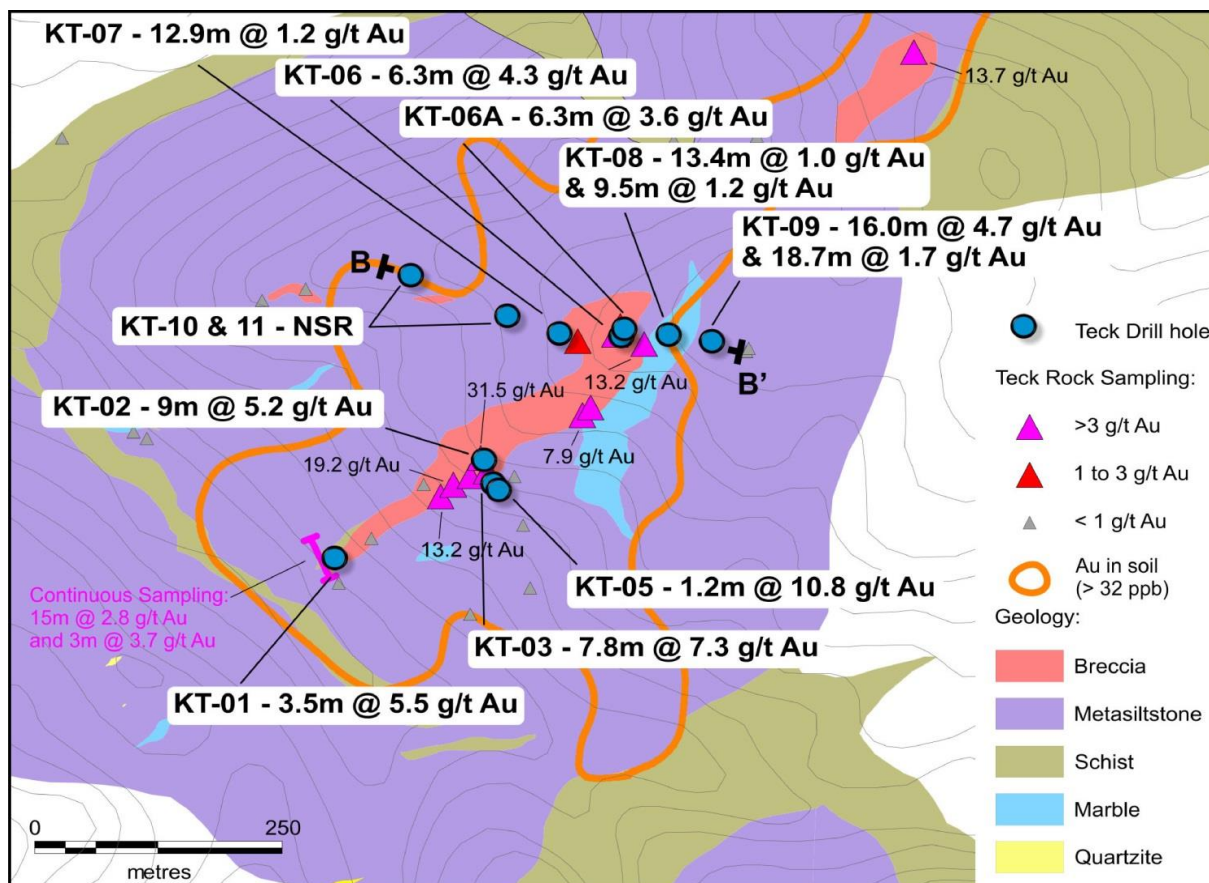 KT-07 - 12.9m @ 1.2 g/t Au
KT-06 - 6.3m @ 4.3 g/t Au
KT-06A - 6.3m @ 3.6 g/t Au
KT-08 - 13.4m @ 1.0 g/t Au
& 9.5m @ 1.2 g/t Au
KT-09 - 16.0m @ 4.7 g/t Au
& 18.7m @ 1.7 g/t Au
13.7 g/t Au
B
KT-10 & 11 - NSR
B’
13.2 g/t Au
31.5 g/t Au
KT-02 - 9m @ 5.2 g/t Au
7.9 g/t Au
19.2 g/t Au
13.2 g/t Au
Continuous Sampling:
15m @ 2.8 g/t Au
and 3m @ 3.7 g/t Au
KT-05 - 1.2m @ 10.8 g/t Au
KT-03 - 7.8m @ 7.3 g/t Au
KT-01 - 3.5m @ 5.5 g/t Au
0 250
metres
Teck Drill hole
Teck Rock Sampling:
>3 g/t Au
1 to 3 g/t Au
< 1 g/t Au
Au in soil
(> 32 ppb)
Geology:
Breccia
Metasiltstone
Schist
Marble
Quartzite